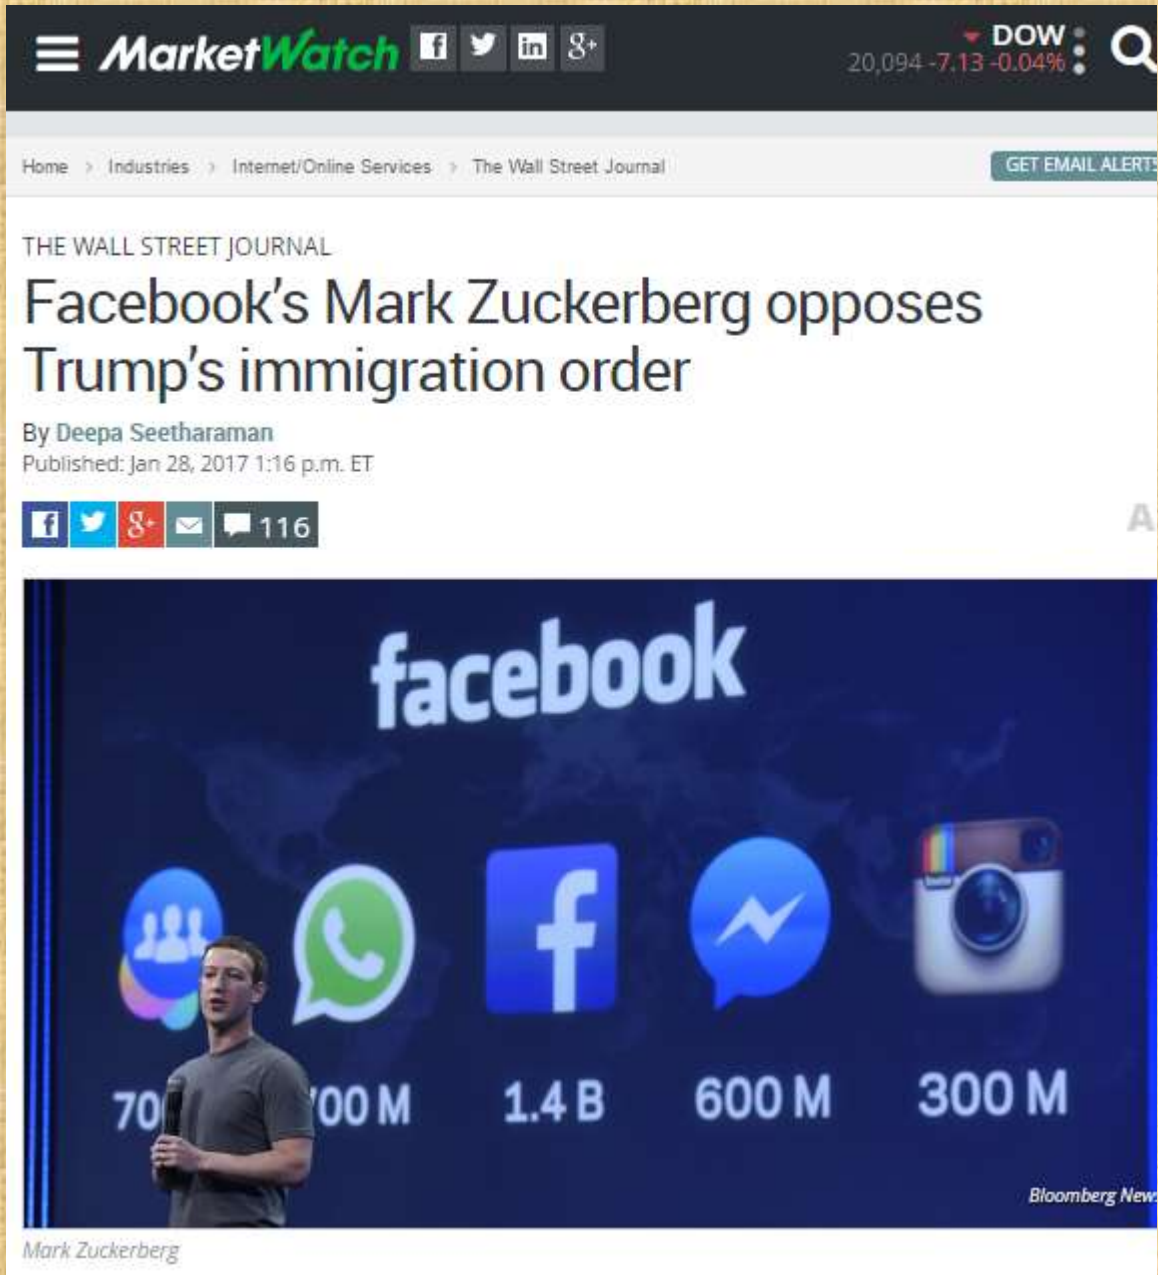 MarketWatch
DOW
20,094 -7.13 -0.04%
Home > Industries > Internet/Online Services > The Wall Street Journal
GET EMAIL ALERTS
THE WALL STREET JOURNAL
Facebook's Mark Zuckerberg opposes
Trump's immigration order
By Deepa Seetharaman
Published: Jan 28, 2017 1:16 p.m. ET
116
A
facebook
1.4 B
600 M
300 M
Bloomberg News
Mark Zuckerberg